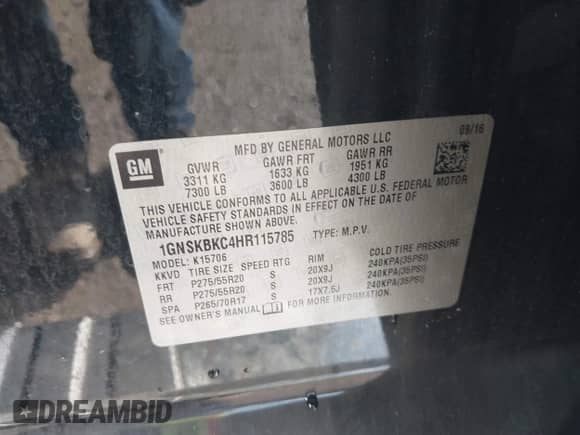 GM
MFD BY GENERAL MOTORS LLC
09/16
GVWR GAWR FRT GAWR RR
3311 KG 1633 KG 1951 KG
7300 LB 3600 LB 4300 LB
THIS VEHICLE CONFORMS TO ALL APPLICABLE U.S. FEDERAL MOTOR
VEHICLE SAFETY STANDARDS IN EFFECT ON THE DATE OF
MANUFACTURE SHOWN ABOVE.
1GNSKBKC4HR115785 TYPE: M.P.V.
MODEL: K15706
KKVD TIRE SIZE SPEED RTG RIM COLD TIRE PRESSURE
FRT P275/55R20 S 20X9J 240KPA(35PSI)
RR P275/55R20 S 20X9J 240KPA(35PSI)
SPA P265/70R17 S 17X7.5J 240KPA(35PSI)
SEE OWNER'S MANUAL FOR MORE INFORMATION.
DREAMBID